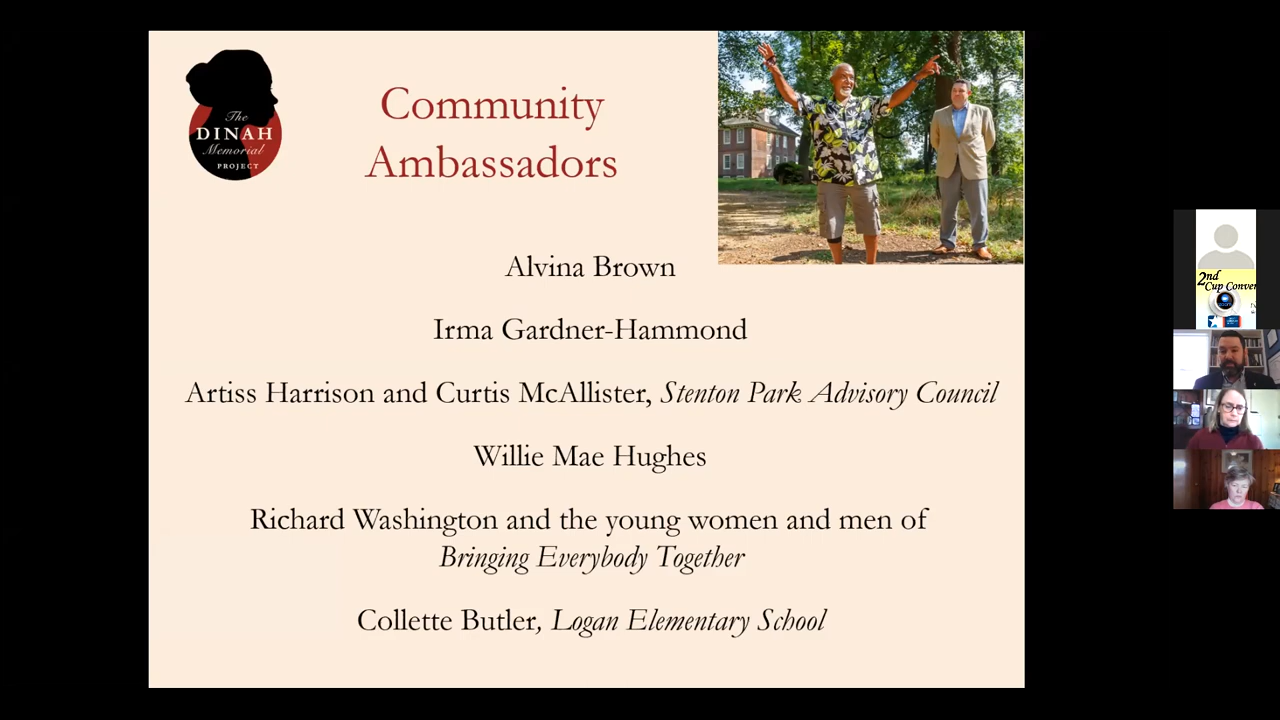 The
DINAH
Memorial
PROJECT
Community
Ambassadors
Alvina Brown
Irma Gardner-Hammond
Artiss Harrison and Curtis McAllister, Stenton Park Advisory Council
Willie Mae Hughes
Richard Washington and the young women and men of
Bringing Everybody Together
Collette Butler, Logan Elementary School
2nd
Cup Conver